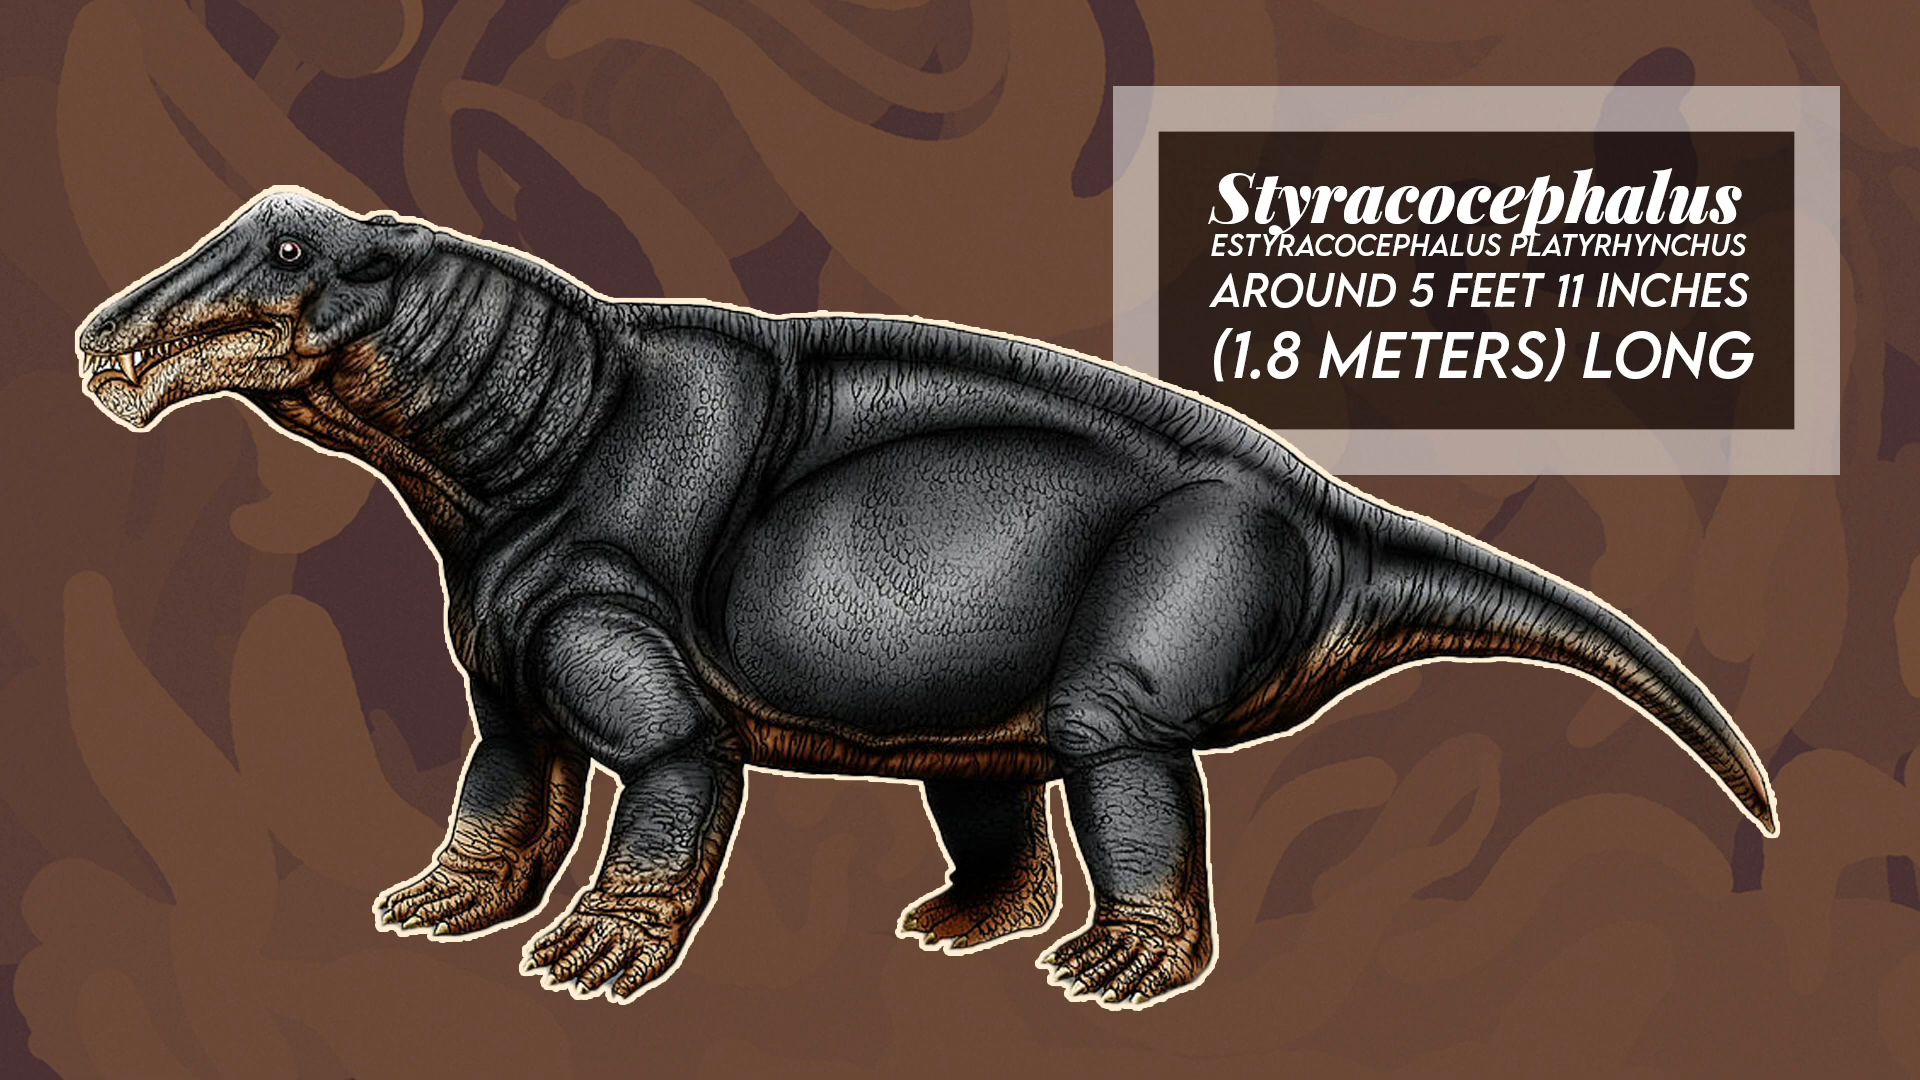 Styracocephalus
ESTYRACOCEPHALUS PLATYRHYNCHUS
AROUND 5 FEET 11 INCHES
(1.8 METERS) LONG